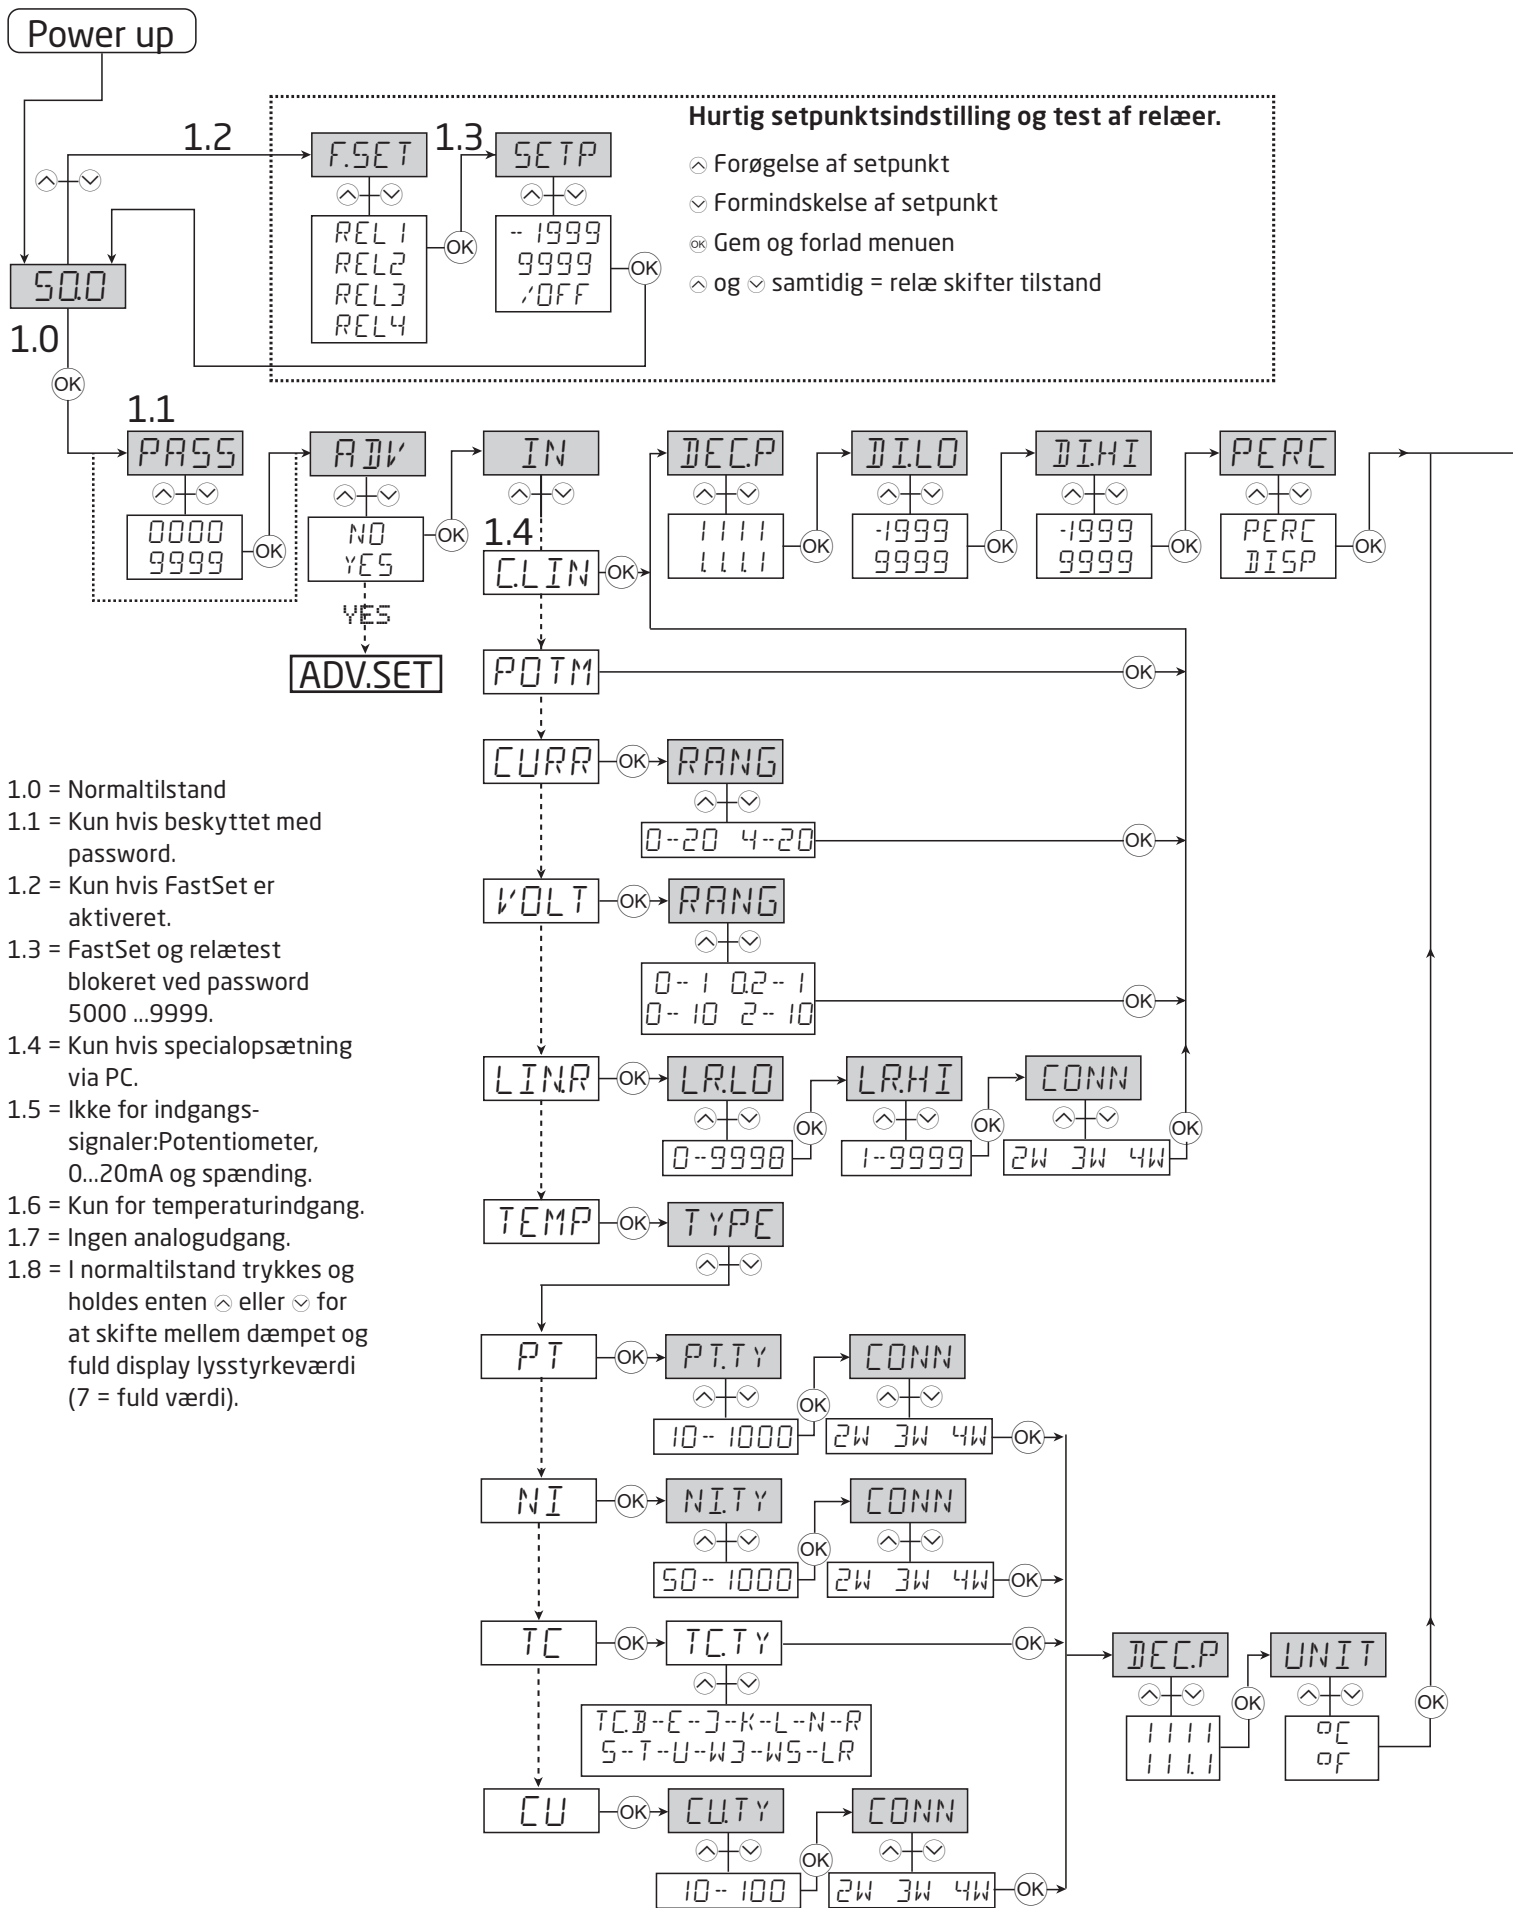 Power up
1.2
F.SET
REL1
REL2
REL3
REL4
OK
1.3
SETP
-1999
9999
/OFF
OK
Hurtig setpunktsindstilling og test af relæer.
Forøgelse af setpunkt
Formindskelse af setpunkt
OK Gem og forlad menuen
og samtidig = relæ skifter tilstand
50.0
1.0
OK
1.1
PASS
0000
9999
OK
ADV
NO
YES
OK
YES
ADV.SET
IN
1.4
C.LIN
OK
DEC.P
1111
1.1.1.1
OK
DI.LO
-1999
9999
OK
DI.HI
-1999
9999
OK
PERC
PERC
DISP
OK
POTM
OK
CURR
OK
RANG
0-20 4-20
OK
VOLT
OK
RANG
0-1 0.2-1
0-10 2-10
OK
LIN.R
OK
LR.LO
0-9998
OK
LR.HI
1-9999
OK
CONN
2W 3W 4W
OK
TEMP
OK
TYPE
PT
OK
PT.TY
10-1000
OK
CONN
2W 3W 4W
OK
NI
OK
NI.TY
50-1000
OK
CONN
2W 3W 4W
OK
TC
OK
TC.TY
OK
TC.B-E-J-K-L-N-R
S-T-U-W3-W5-LR
CU
OK
CU.TY
10-100
OK
CONN
2W 3W 4W
OK
DEC.P
1111
111.1
OK
UNIT
°C
°F
OK
1.0 = Normaltilstand
1.1 = Kun hvis beskyttet med
password.
1.2 = Kun hvis FastSet er
aktiveret.
1.3 = FastSet og relætest
blokeret ved password
5000 ...9999.
1.4 = Kun hvis specialopsætning
via PC.
1.5 = Ikke for indgangs-
signaler:Potentiometer,
0...20mA og spænding.
1.6 = Kun for temperaturindgang.
1.7 = Ingen analogudgang.
1.8 = I normaltilstand trykkes og
holdes enten eller for
at skifte mellem dæmpet og
fuld display lysstyrkeværdi
(7 = fuld værdi).